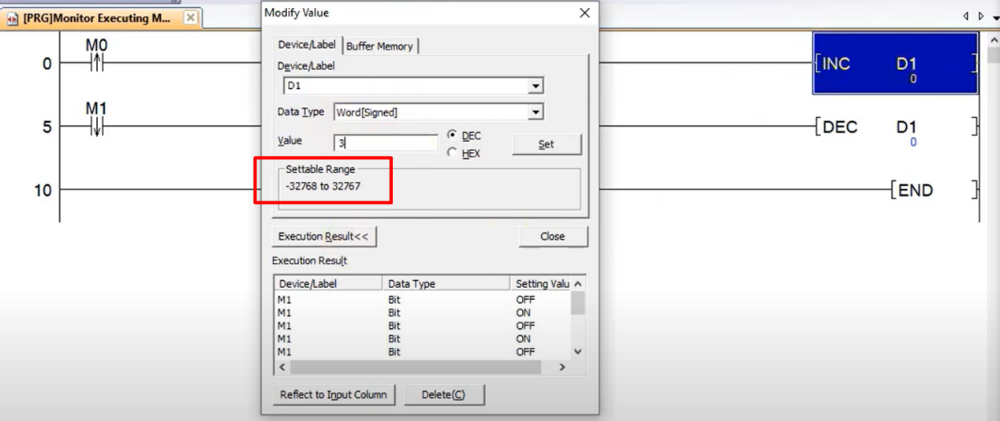 [PRG]Monitor Executing M...
Modify Value
Device/Label
Buffer Memory
Device/Label
D1
Data Type
Word[Signed]
Value
3
DEC
HEX
Set
Settable Range
-32768 to 32767
Execution Result<<
Close
Execution Result
Device/Label Data Type Setting Valu
M1 Bit OFF
M1 Bit ON
M1 Bit OFF
M1 Bit ON
M1 Bit OFF
Reflect to Input Column
Delete(C)
M0
0
[INC D1 ]
0
M1
5
[DEC D1 ]
0
10
[END ]